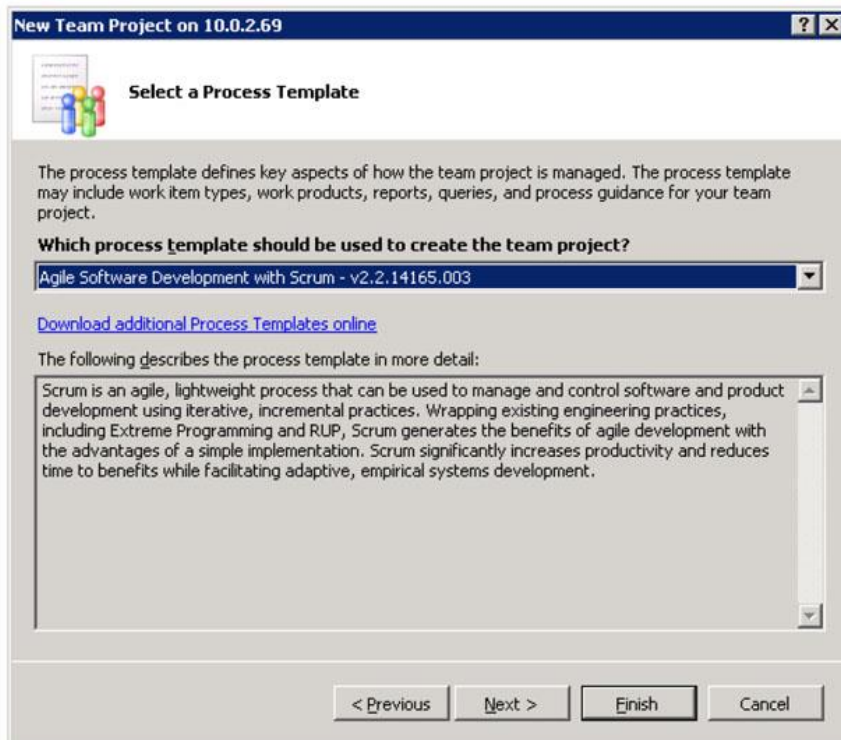 New Team Project on 10.0.2.69
Select a Process Template
The process template defines key aspects of how the team project is managed. The process template
may include work item types, work products, reports, queries, and process guidance for your team
project.
Which process template should be used to create the team project?
Agile Software Development with Scrum - v2.2.14165.003
Download additional Process Templates online
The following describes the process template in more detail:
Scrum is an agile, lightweight process that can be used to manage and control software and product
development using iterative, incremental practices. Wrapping existing engineering practices,
including Extreme Programming and RUP, Scrum generates the benefits of agile development with
the advantages of a simple implementation. Scrum significantly increases productivity and reduces
time to benefits while facilitating adaptive, empirical systems development.
< Previous Next > Finish Cancel